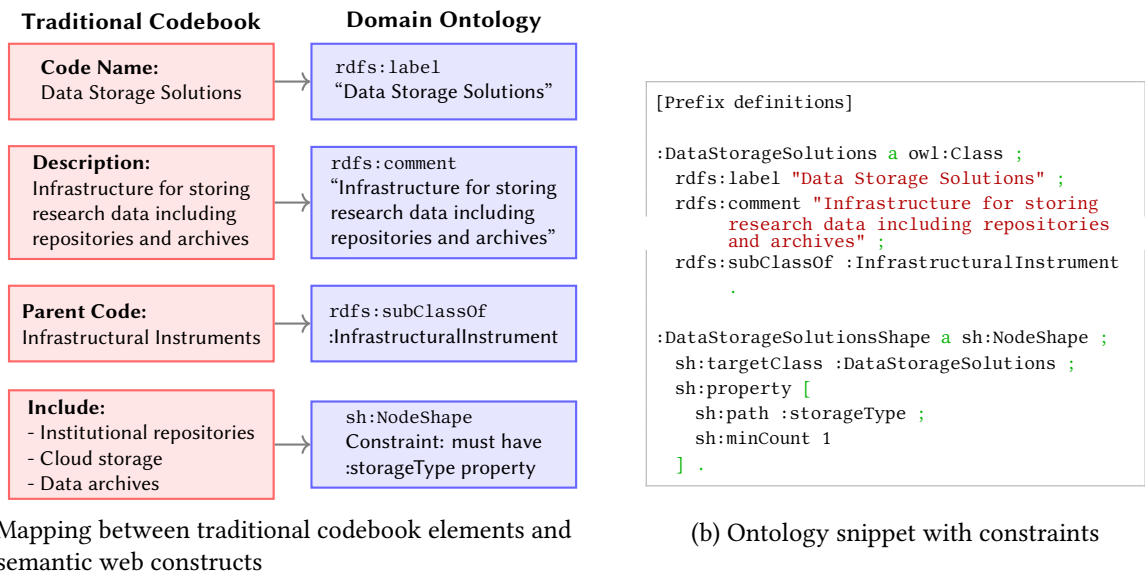 Traditional Codebook
Domain Ontology
Code Name:
Data Storage Solutions
rdfs:label
“Data Storage Solutions”
Description:
Infrastructure for storing
research data including
repositories and archives
rdfs:comment
“Infrastructure for storing
research data including
repositories and archives”
Parent Code:
Infrastructural Instruments
rdfs:subClassOf
:InfrastructuralInstrument
Include:
- Institutional repositories
- Cloud storage
- Data archives
sh:NodeShape
Constraint: must have
:storageType property
Mapping between traditional codebook elements and
semantic web constructs
[Prefix definitions]
:DataStorageSolutions a owl:Class ;
rdfs:label "Data Storage Solutions" ;
rdfs:comment "Infrastructure for storing
research data including repositories
and archives" ;
rdfs:subClassOf :InfrastructuralInstrument
.
:DataStorageSolutionsShape a sh:NodeShape ;
sh:targetClass :DataStorageSolutions ;
sh:property [
sh:path :storageType ;
sh:minCount 1
] .
(b) Ontology snippet with constraints